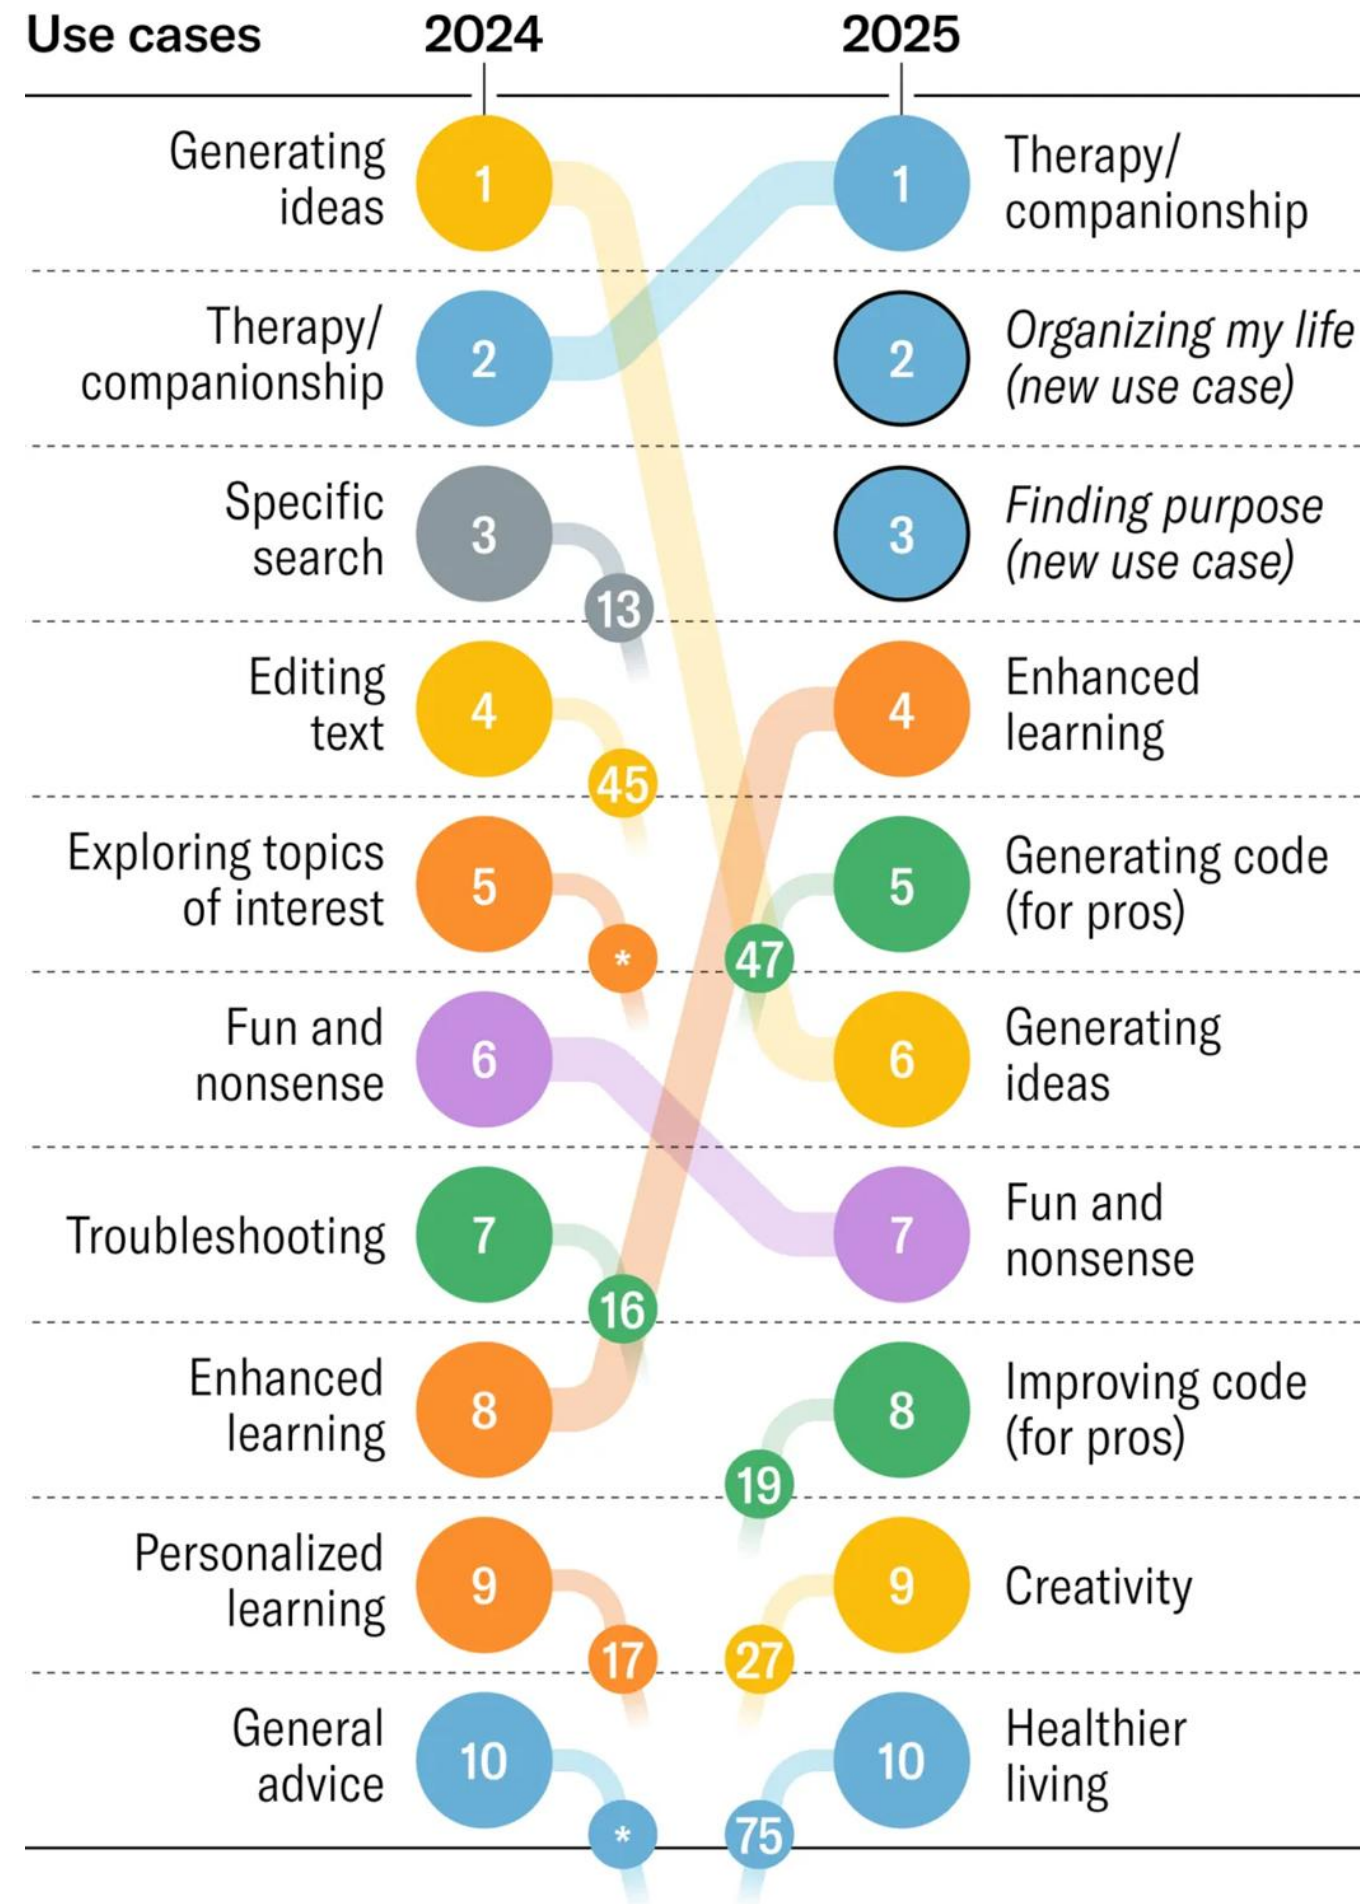 Use cases 2024 2025
Generating
ideas
1
1
Therapy/
companionship
Therapy/
companionship
2
2
Organizing my life
(new use case)
Specific
search
3
13
3
Finding purpose
(new use case)
Editing
text
4
45
4
Enhanced
learning
Exploring topics
of interest
5
*
47
5
Generating code
(for pros)
Fun and
nonsense
6
6
Generating
ideas
Troubleshooting
7
16
7
Fun and
nonsense
Enhanced
learning
8
19
8
Improving code
(for pros)
Personalized
learning
9
17
27
9
Creativity
General
advice
10
*
75
10
Healthier
living